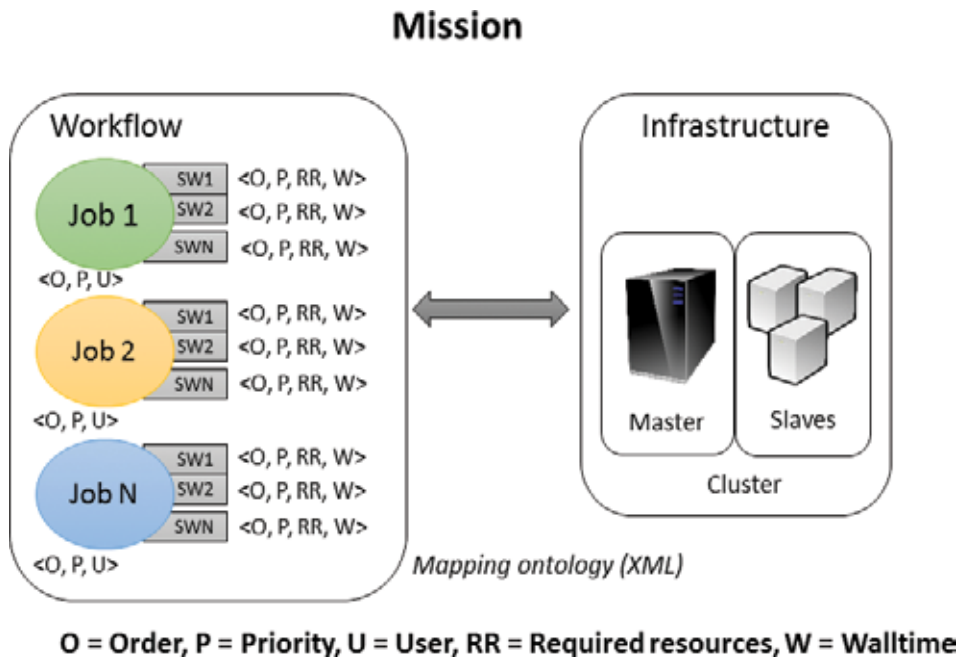 Mission
Workflow
Job 1
SW1 <O, P, RR, W>
SW2 <O, P, RR, W>
SWN <O, P, RR, W>
<O, P, U>
Job 2
SW1 <O, P, RR, W>
SW2 <O, P, RR, W>
SWN <O, P, RR, W>
<O, P, U>
Job N
SW1 <O, P, RR, W>
SW2 <O, P, RR, W>
SWN <O, P, RR, W>
<O, P, U>
Infrastructure
Master
Slaves
Cluster
Mapping ontology (XML)
O = Order, P = Priority, U = User, RR = Required resources, W = Walltime